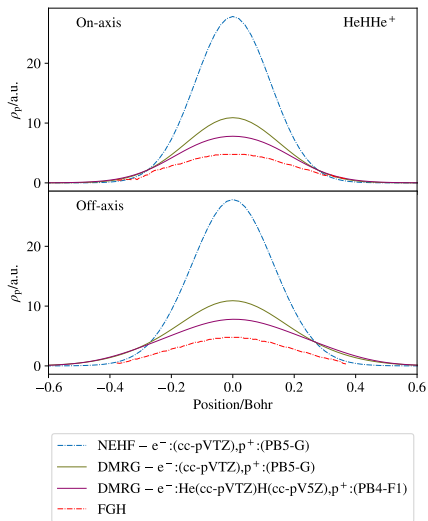 On-axis
HeHHe⁺
20
10
0
ρₚ/a.u.
Off-axis
20
10
0
ρₚ/a.u.
−0.6 −0.4 −0.2 0.0 0.2 0.4 0.6
Position/Bohr
NEHF − e⁻:(cc-pVTZ),p⁺:(PB5-G)
DMRG − e⁻:(cc-pVTZ),p⁺:(PB5-G)
DMRG − e⁻:He(cc-pVTZ)H(cc-pV5Z),p⁺:(PB4-F1)
FGH